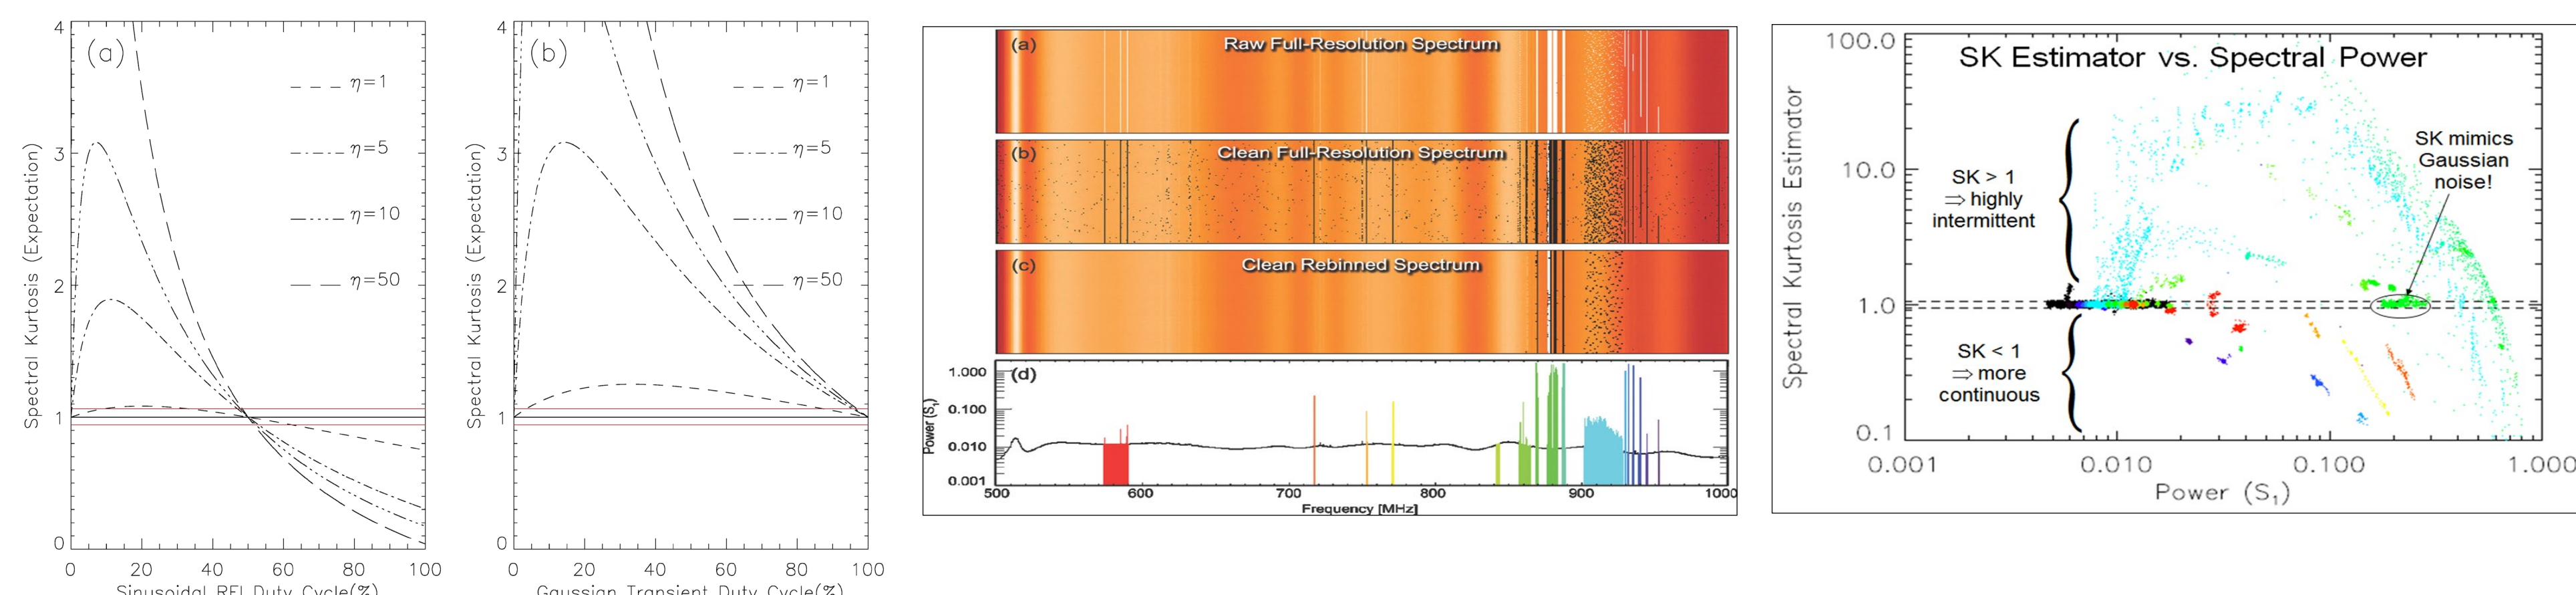 (a)
η=1
η=5
η=10
η=50
4
3
2
1
0
Spectral Kurtosis (Expectation)
0 20 40 60 80 100
Sinusoidal RFI Duty Cycle(%)
(b)
η=1
η=5
η=10
η=50
4
3
2
1
0
Spectral Kurtosis (Expectation)
0 20 40 60 80 100
Gaussian Transient Duty Cycle(%)
(a) Raw Full-Resolution Spectrum
(b) Clean Full-Resolution Spectrum
(c) Clean Rebinned Spectrum
(d)
1.000
0.100
0.010
0.001
Power (S1)
500 600 700 800 900 1000
Frequency [MHz]
SK Estimator vs. Spectral Power
100.0
10.0
1.0
0.1
Spectral Kurtosis Estimator
SK > 1
⇒ highly
intermittent
SK mimics
Gaussian
noise!
SK < 1
⇒ more
continuous
0.001 0.010 0.100 1.000
Power (S1)